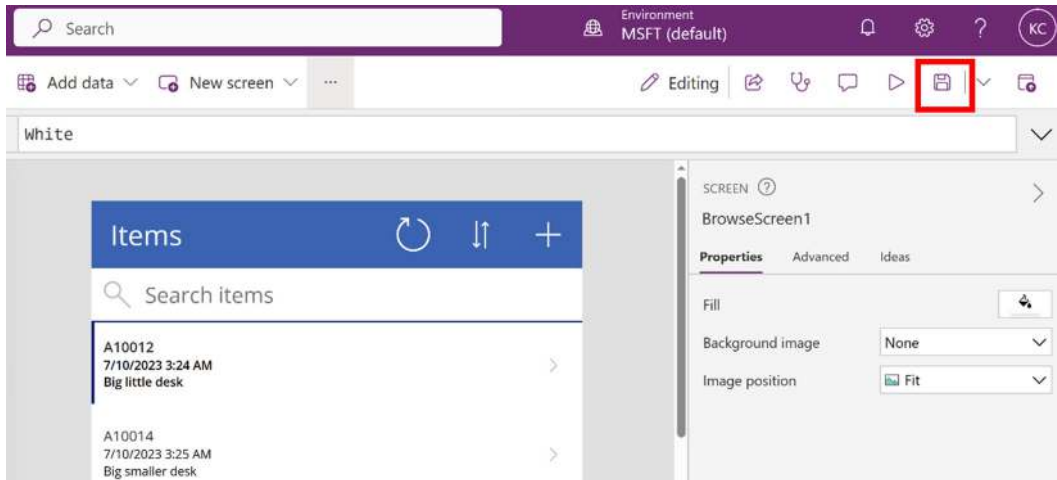 Search
Environment
MSFT (default)
?
KC
Add data
New screen
...
Editing
White
SCREEN ?
BrowseScreen1
Properties Advanced Ideas
Fill
Background image None
Image position Fit
Items
Search items
A10012
7/10/2023 3:24 AM
Big little desk
A10014
7/10/2023 3:25 AM
Big smaller desk